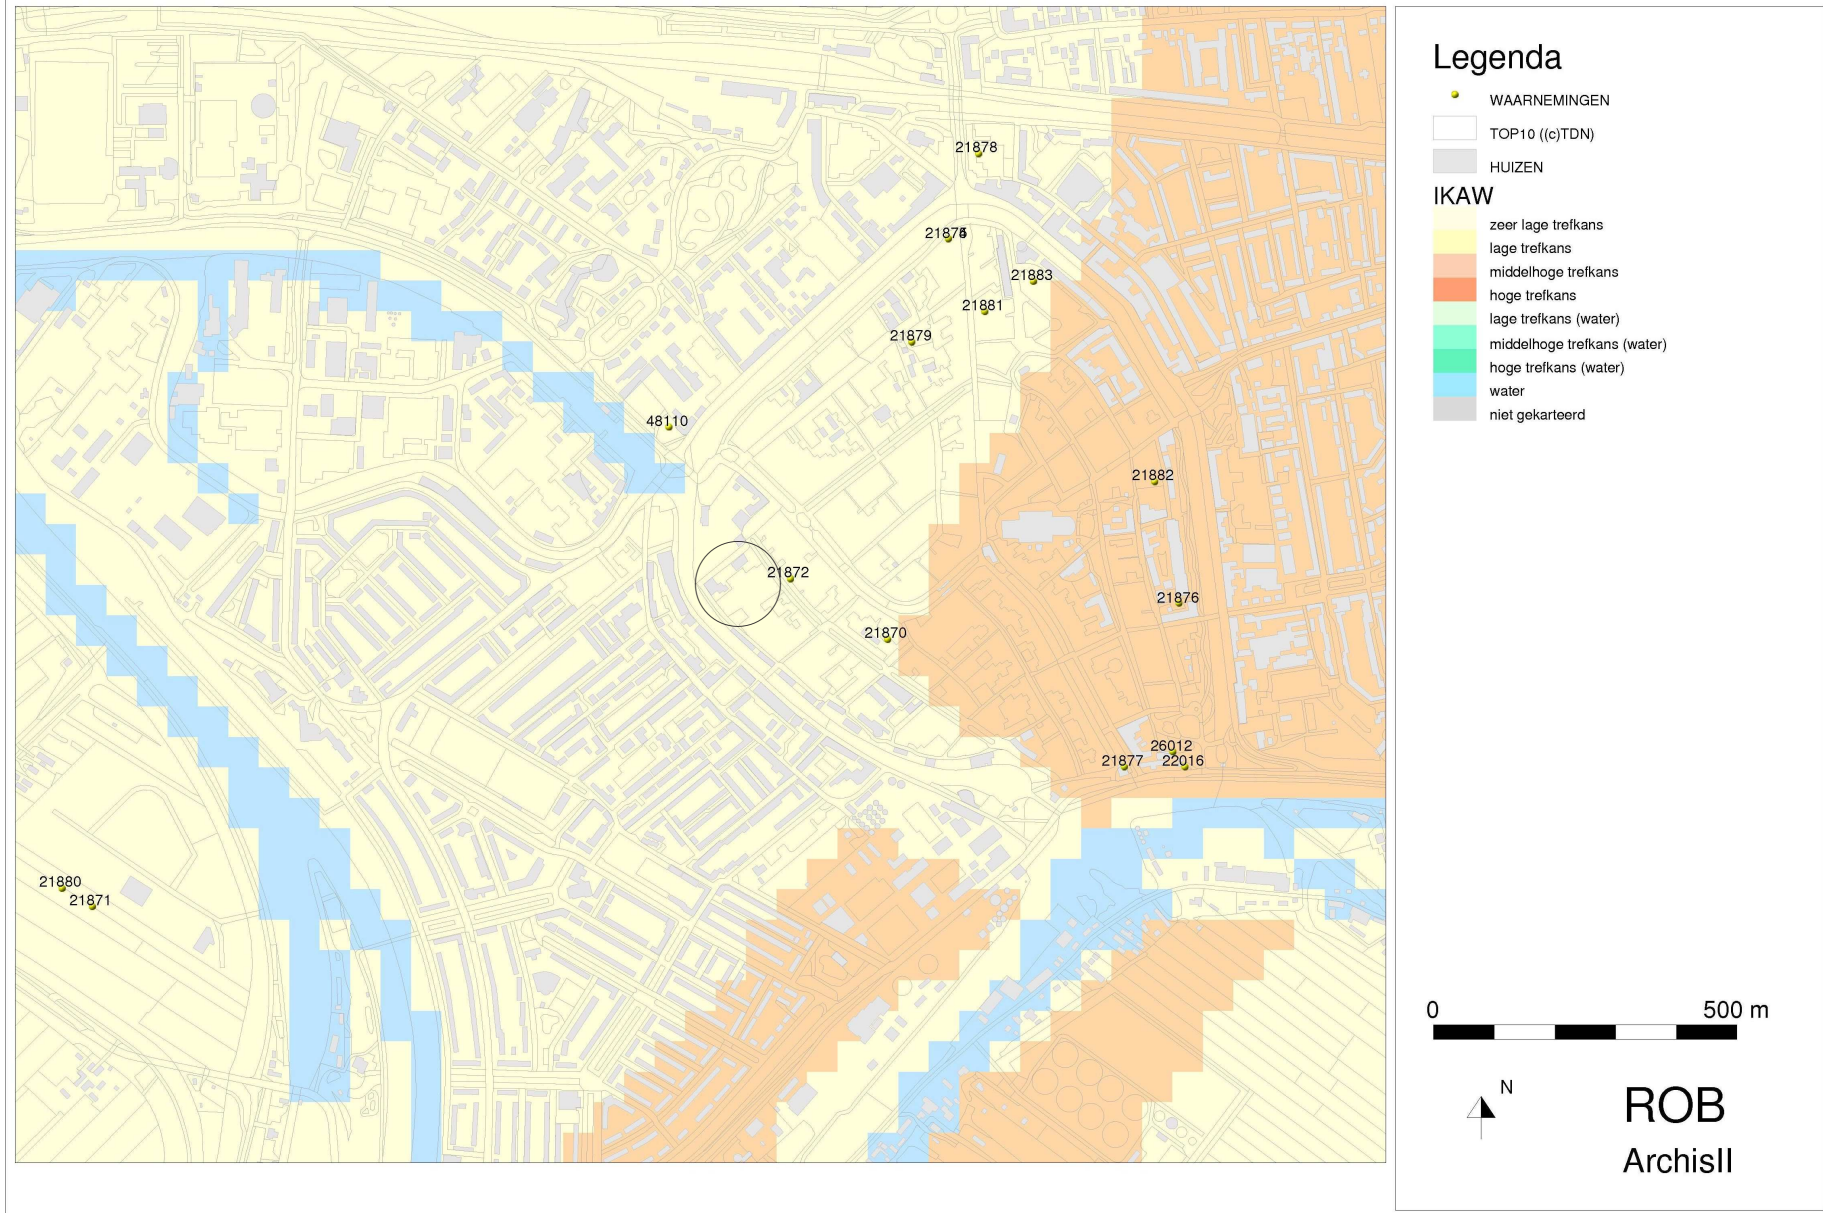 21878
21883
21881
21879
48110
21882
21872
21876
21870
26012
21877
22016
21880
21871
Legenda
WAARNEMINGEN
TOP10 ((c)TDN)
HUIZEN
IKAW
zeer lage trefkans
lage trefkans
middelhoge trefkans
hoge trefkans
lage trefkans (water)
middelhoge trefkans (water)
hoge trefkans (water)
water
niet gekarteerd
0 500 m
N
ROB
ArchisII